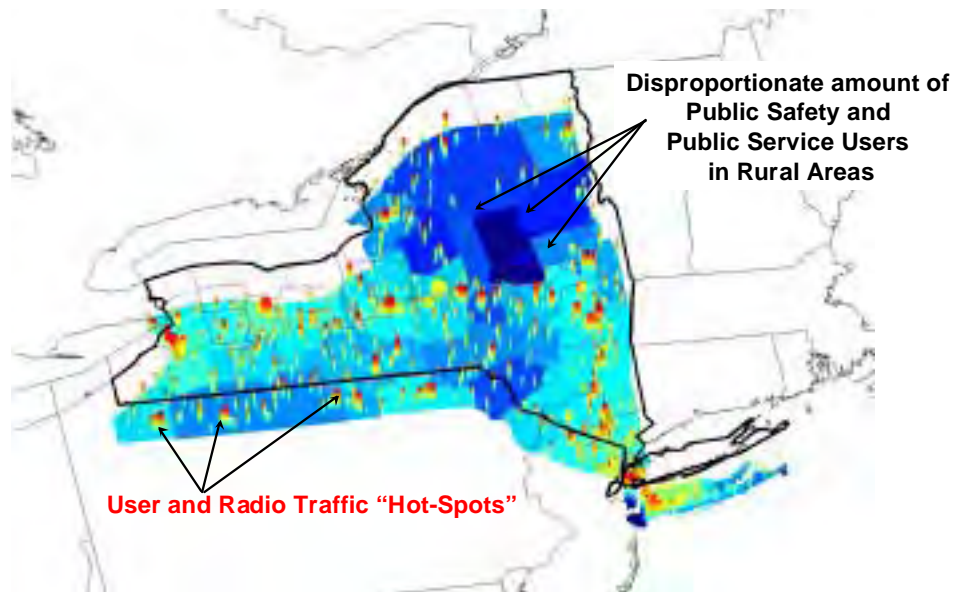 Disproportionate amount of
Public Safety and
Public Service Users
in Rural Areas
User and Radio Traffic “Hot-Spots”